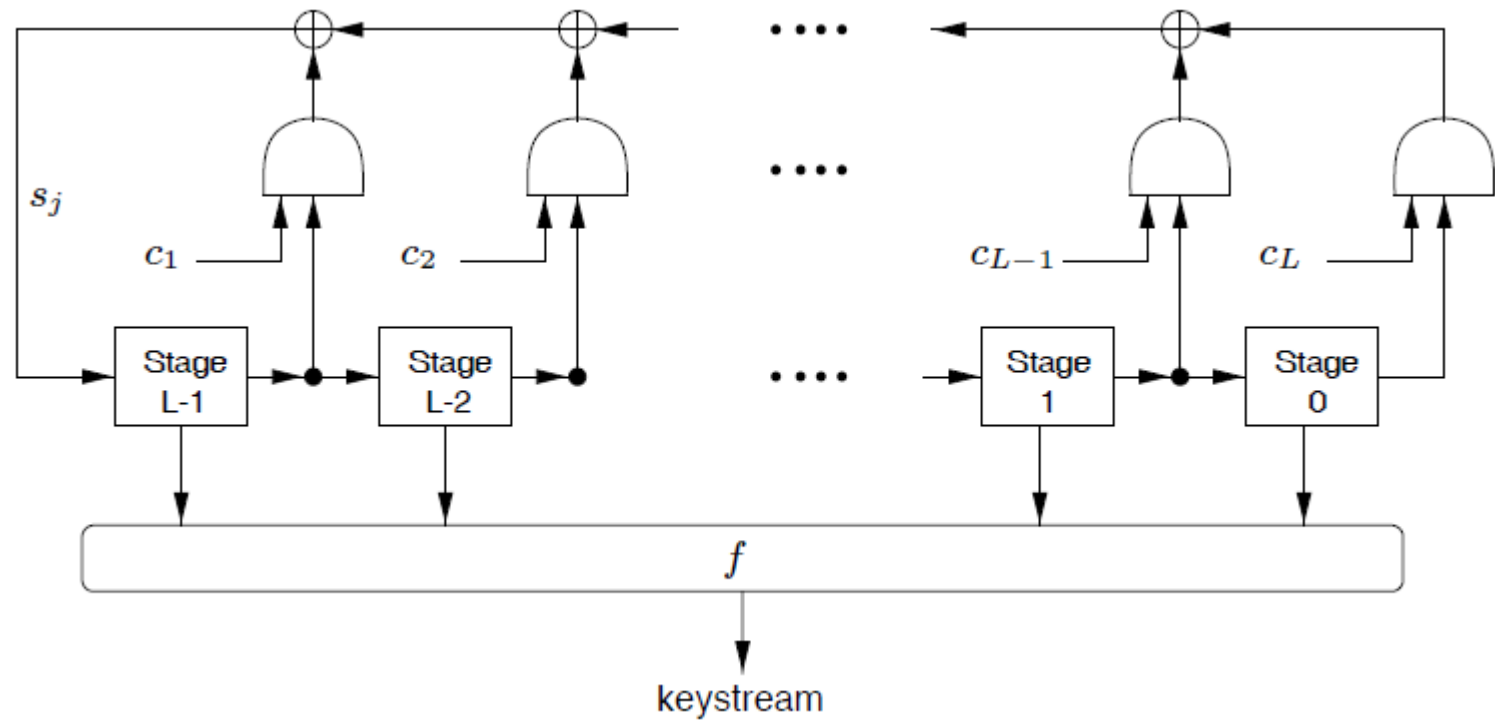 s_j
c_1
c_2
c_{L-1}
c_L
Stage
L-1
Stage
L-2
Stage
1
Stage
0
f
keystream